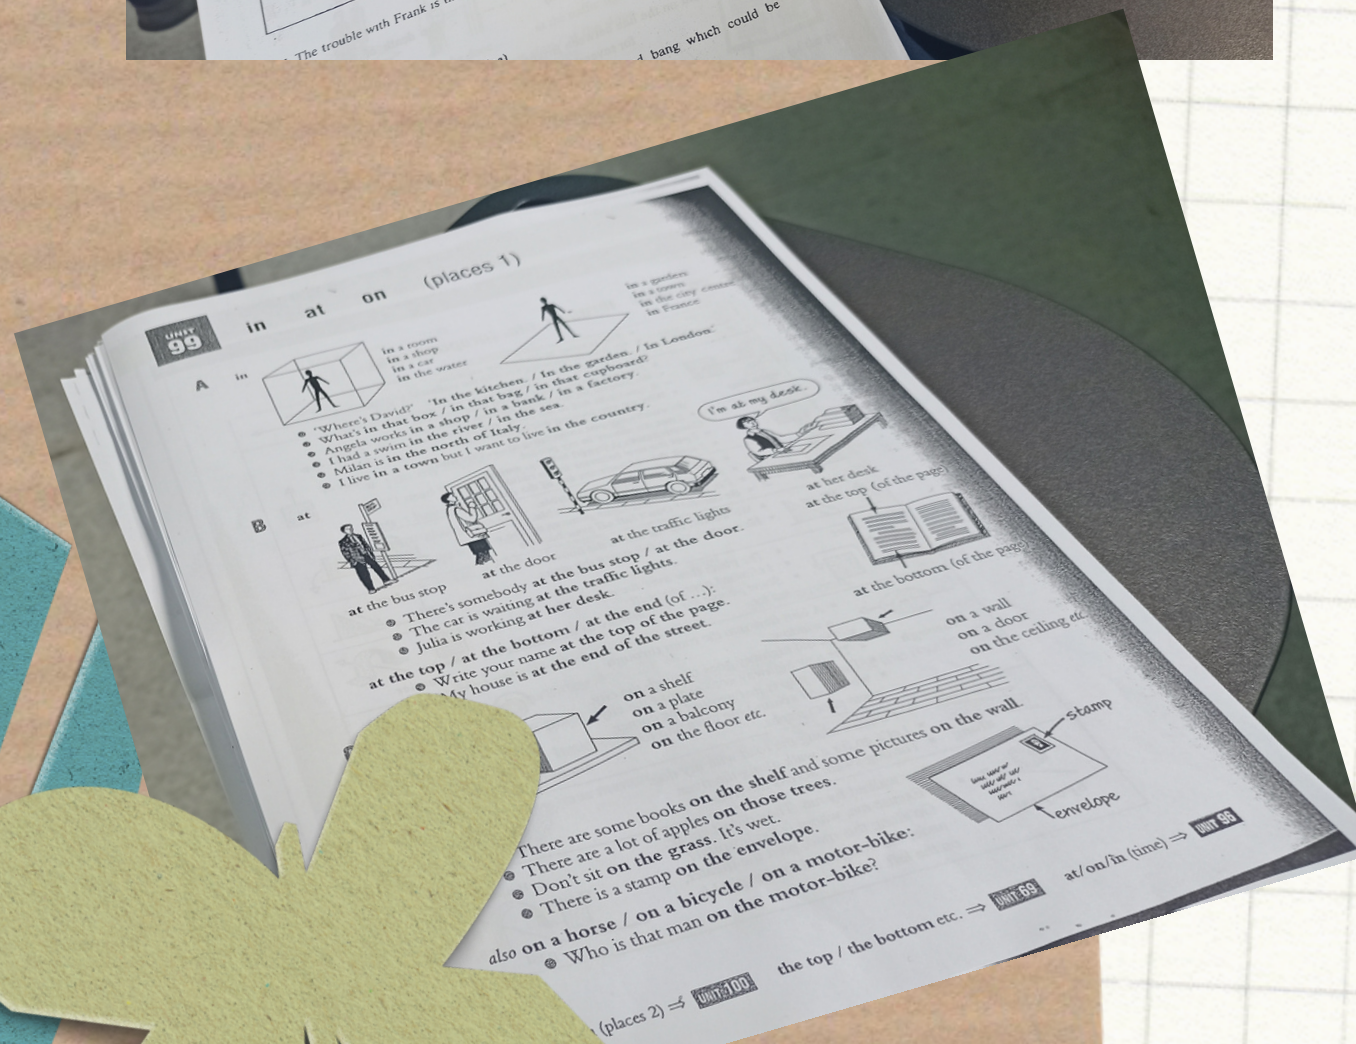 The trouble with Frank is
bang which could be
UNIT 99
in at on (places 1)
A in
in a room
in a shop
in a car
in the water
in a garden
in a town
in the city centre
in France
'Where's David?' 'In the kitchen. / In the garden. / In London.'
What's in that box / in that bag / in that cupboard?
Angela works in a shop / in a bank / in a factory.
I had a swim in the river / in the sea.
Milan is in the north of Italy.
I live in a town but I want to live in the country.
B at
I'm at my desk.
at the bus stop
at the door
at the traffic lights
at her desk
at the top (of the page)
at the bottom (of the page)
There's somebody at the bus stop / at the door.
The car is waiting at the traffic lights.
Julia is working at her desk.
at the top / at the bottom / at the end (of ...):
Write your name at the top of the page.
My house is at the end of the street.
on a shelf
on a plate
on a balcony
on the floor etc.
on a wall
on a door
on the ceiling etc.
There are some books on the shelf and some pictures on the wall.
There are a lot of apples on those trees.
Don't sit on the grass. It's wet.
There is a stamp on the envelope.
stamp
envelope
also on a horse / on a bicycle / on a motor-bike:
Who is that man on the motor-bike?
(places 2) ⇒ UNIT 100 the top / the bottom etc. ⇒ UNIT 69 at/on/in (time) ⇒ UNIT 96